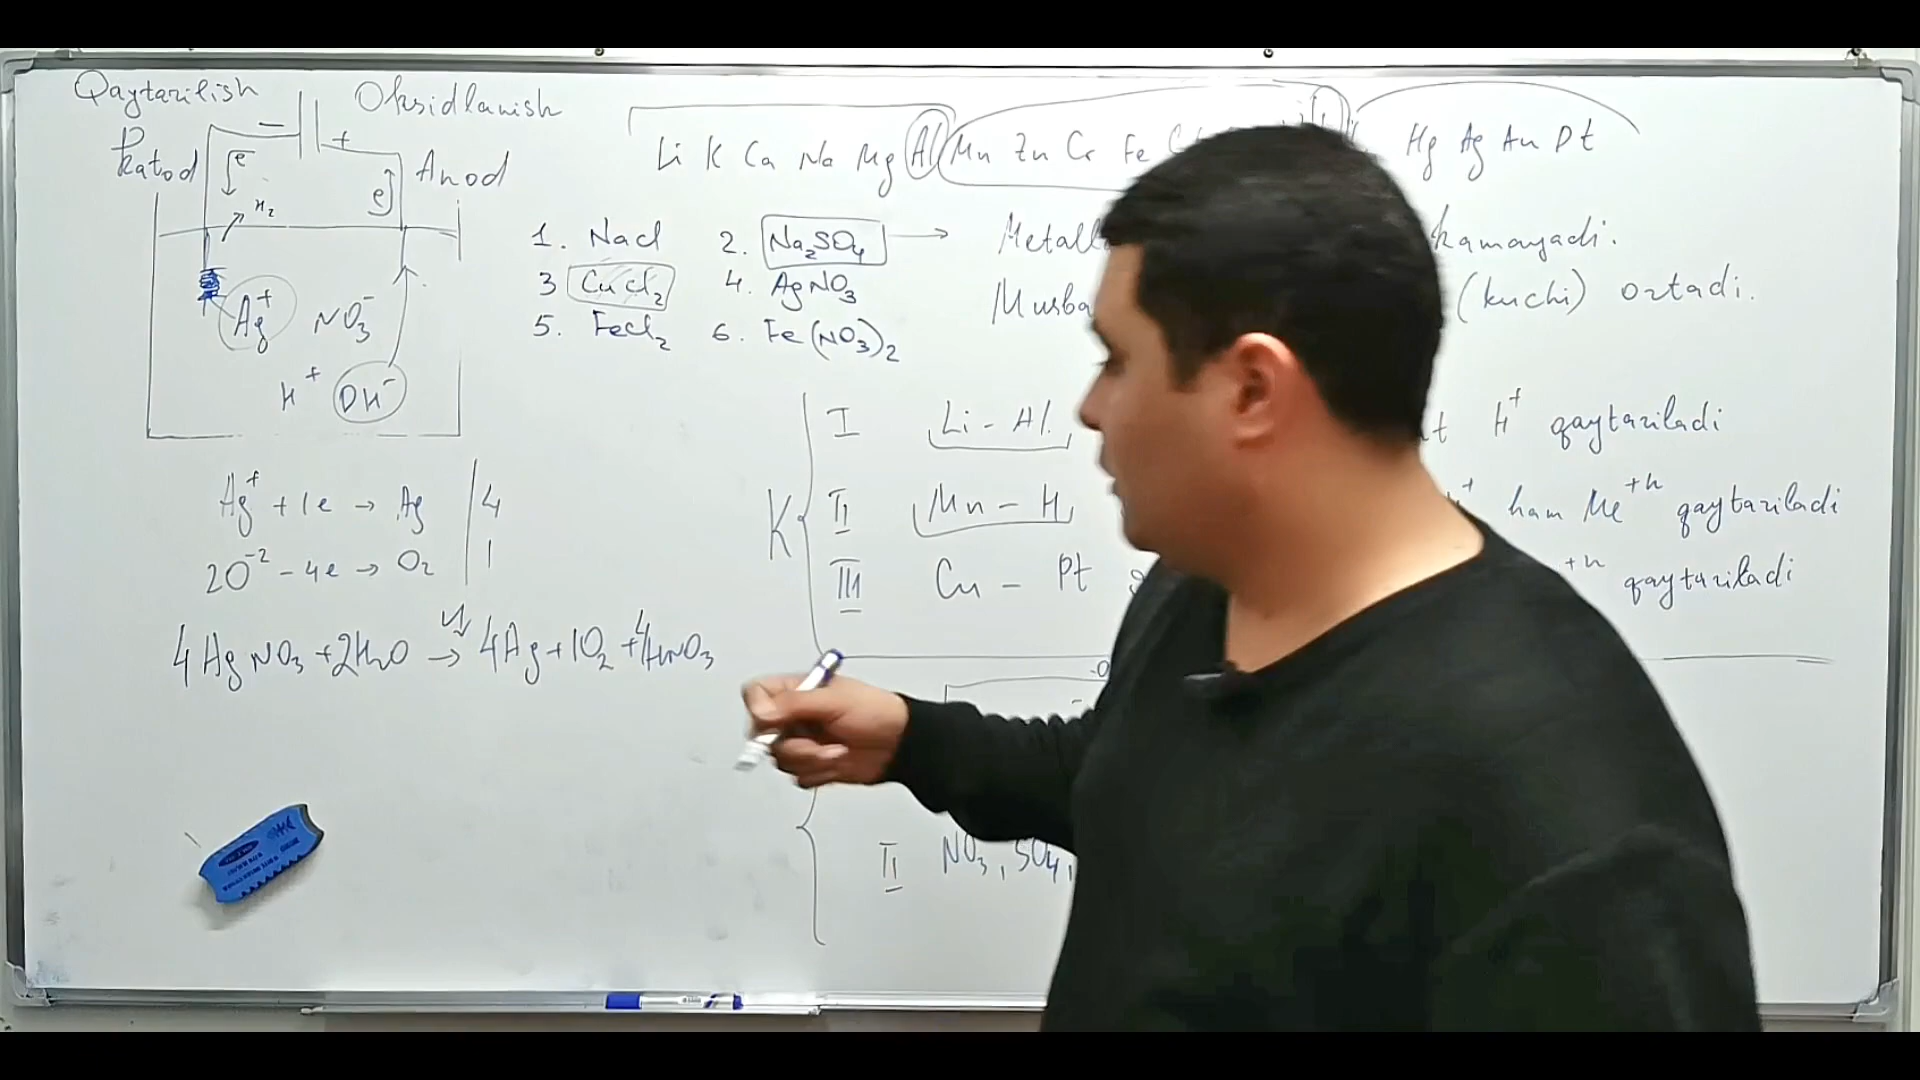 Qaytarilish
Oksidlanish
Katod
−
+
Anod
e
e
H₂
Ag⁺
NO₃⁻
H⁺
OH⁻
Li K Ca Na Mg Al Mn Zn Cr Fe
Hg Ag Au Pt
1. NaCl 2. Na₂SO₄ →
3 CuCl₂ 4. AgNO₃
5. FeCl₂ 6. Fe(NO₃)₂
kamayadi.
(kuchi) ortadi.
K
I Li - Al
H⁺ qaytariladi
II Mn - H
ham Me⁺ⁿ qaytariladi
III Cu - Pt
⁺ⁿ qaytariladi
Ag⁺ + 1e → Ag | 4
2O⁻² - 4e → O₂ | 1
4AgNO₃ + 2H₂O → 4Ag + 1O₂ + 4HNO₃
II NO₃, SO₄,